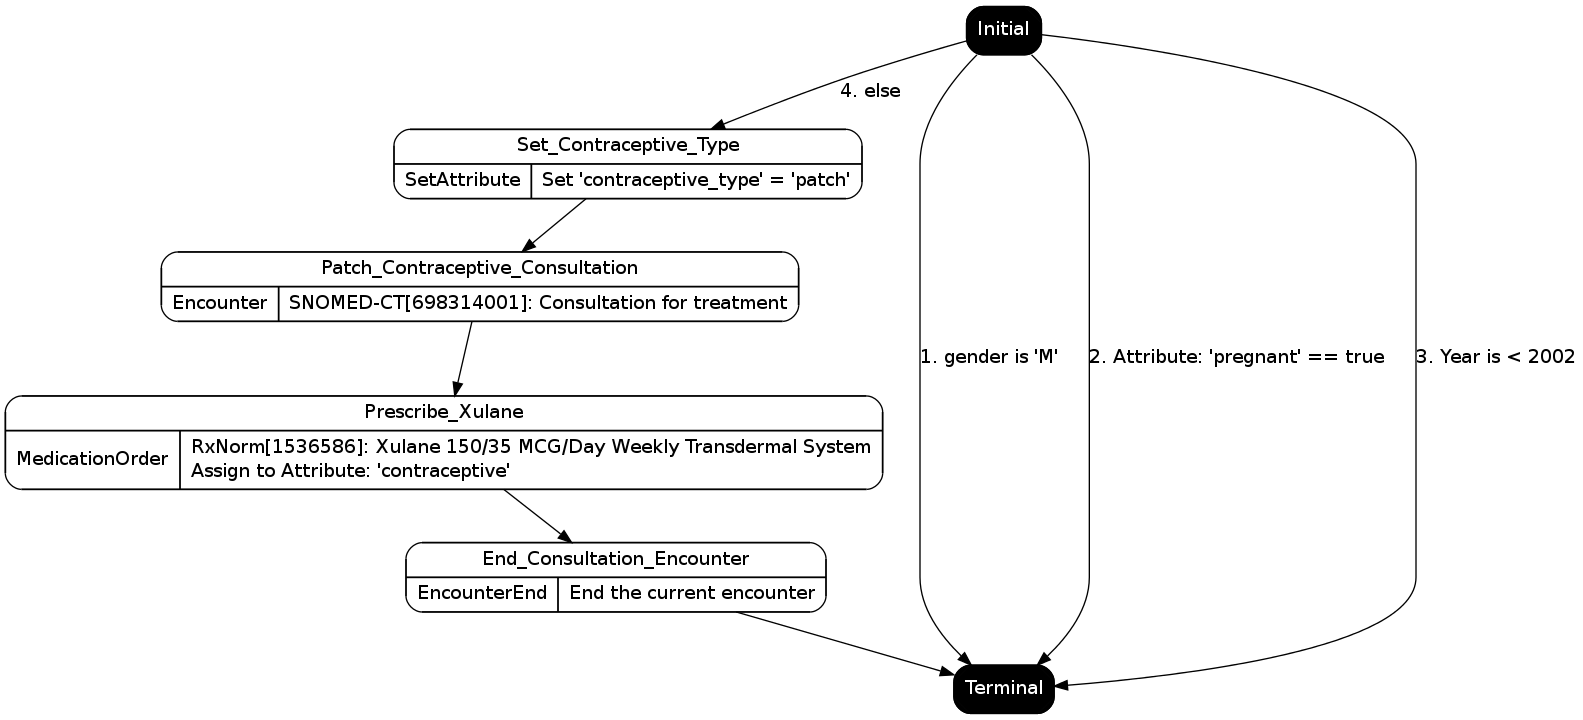 Initial
4. else
Set_Contraceptive_Type
SetAttribute
Set 'contraceptive_type' = 'patch'
Patch_Contraceptive_Consultation
Encounter
SNOMED-CT[698314001]: Consultation for treatment
1. gender is 'M'
2. Attribute: 'pregnant' == true
3. Year is < 2002
Prescribe_Xulane
MedicationOrder
RxNorm[1536586]: Xulane 150/35 MCG/Day Weekly Transdermal System
Assign to Attribute: 'contraceptive'
End_Consultation_Encounter
EncounterEnd
End the current encounter
Terminal